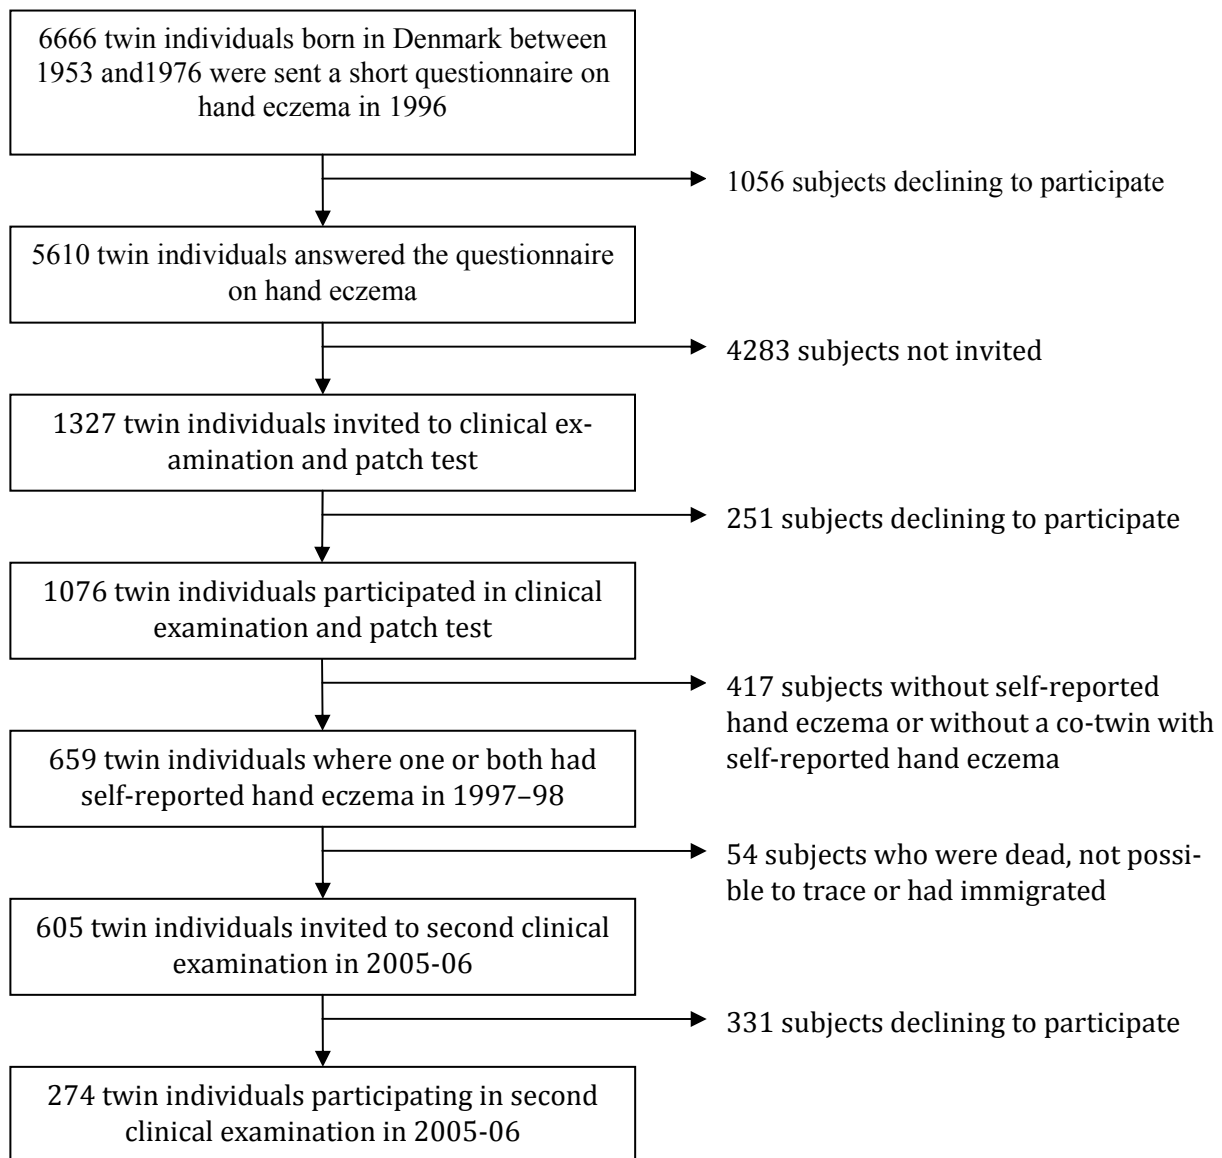 6666 twin individuals born in Denmark between
1953 and1976 were sent a short questionnaire on
hand eczema in 1996
1056 subjects declining to participate
5610 twin individuals answered the questionnaire
on hand eczema
4283 subjects not invited
1327 twin individuals invited to clinical ex-
amination and patch test
251 subjects declining to participate
1076 twin individuals participated in clinical
examination and patch test
417 subjects without self-reported
hand eczema or without a co-twin with
self-reported hand eczema
659 twin individuals where one or both had
self-reported hand eczema in 1997–98
54 subjects who were dead, not possi-
ble to trace or had immigrated
605 twin individuals invited to second clinical
examination in 2005-06
331 subjects declining to participate
274 twin individuals participating in second
clinical examination in 2005-06